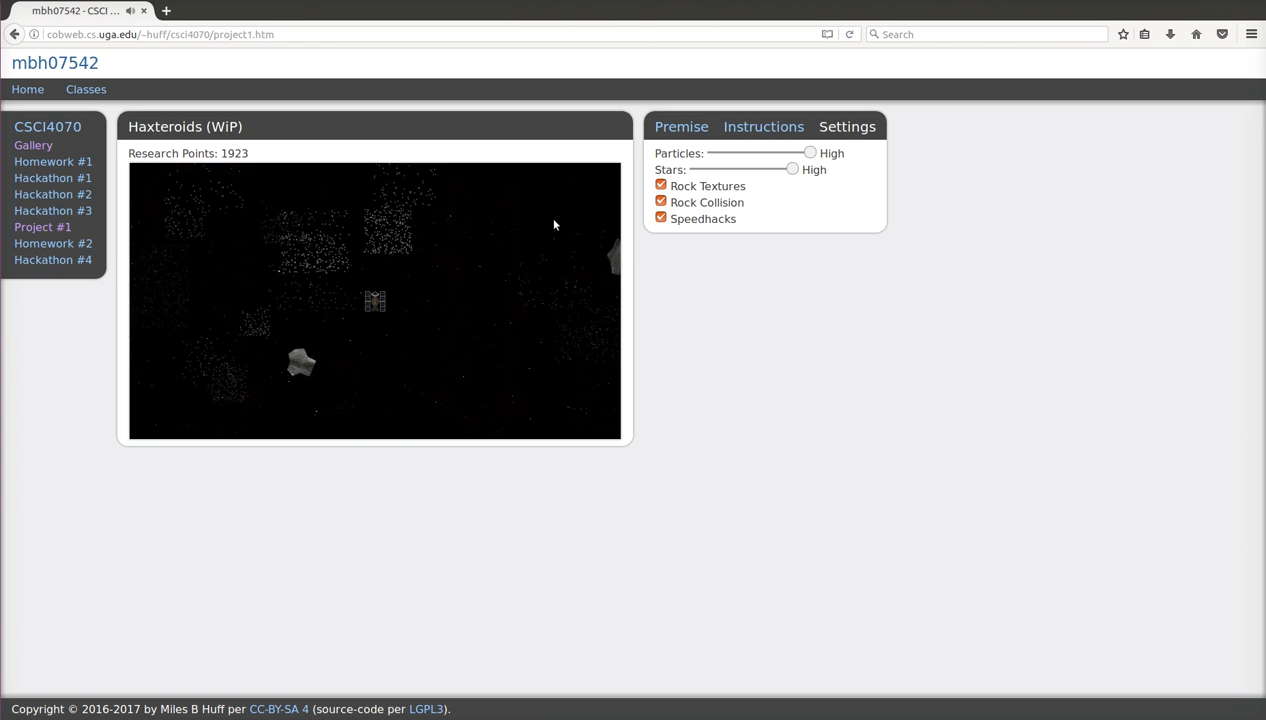 mbh07542 - CSCI ...
cobweb.cs.uga.edu/~huff/csci4070/project1.htm
Search
mbh07542
Home Classes
CSCI4070
Gallery
Homework #1
Hackathon #1
Hackathon #2
Hackathon #3
Project #1
Homework #2
Hackathon #4
Haxteroids (WiP)
Research Points: 1923
Premise Instructions Settings
Particles: High
Stars: High
Rock Textures
Rock Collision
Speedhacks
Copyright © 2016-2017 by Miles B Huff per CC-BY-SA 4 (source-code per LGPL3).